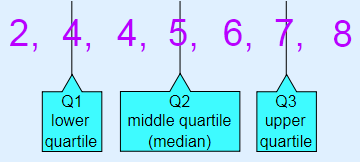 2, 4, 4, 5, 6, 7, 8
Q1
lower
quartile
Q2
middle quartile
(median)
Q3
upper
quartile